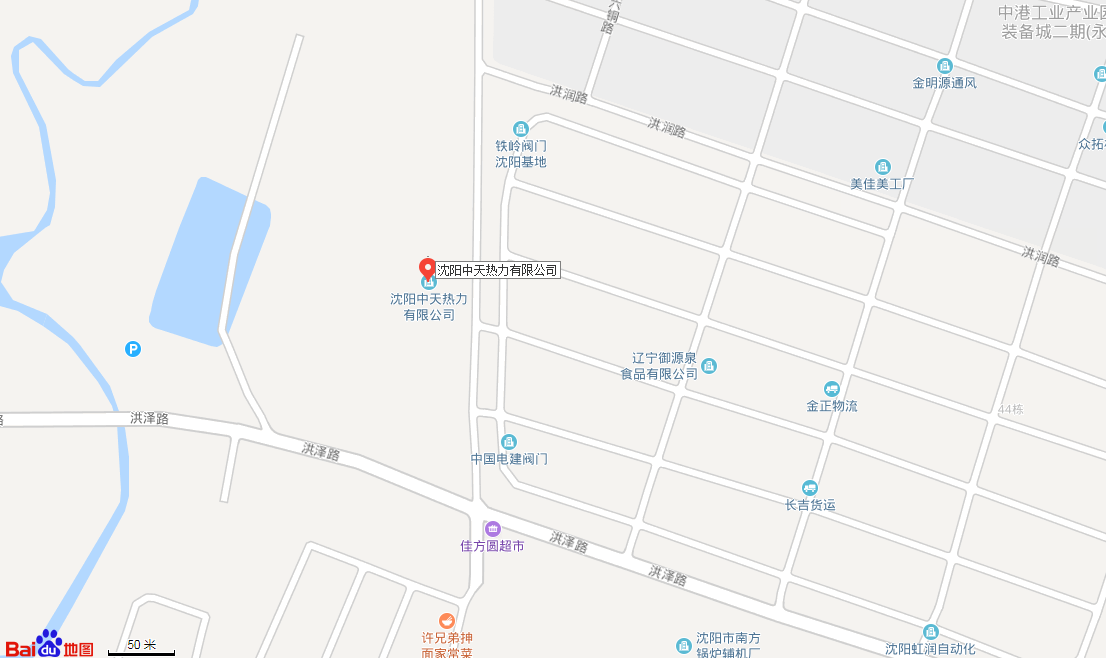 六铜路
中港工业产业园
装备城二期(永
金明源通风
洪润路
洪润路
众拓
铁岭阀门
沈阳基地
美佳美工厂
洪润路
沈阳中天热力有限公司
沈阳中天热力
有限公司
P
辽宁御源泉
食品有限公司
金正物流
44栋
路
洪泽路
洪泽路
中国电建阀门
长吉货运
佳方圆超市
洪泽路
洪泽路
许兄弟抻
面家常菜
沈阳市南方
锅炉辅机厂
沈阳虹润自动化
Bai du 地图
50 米